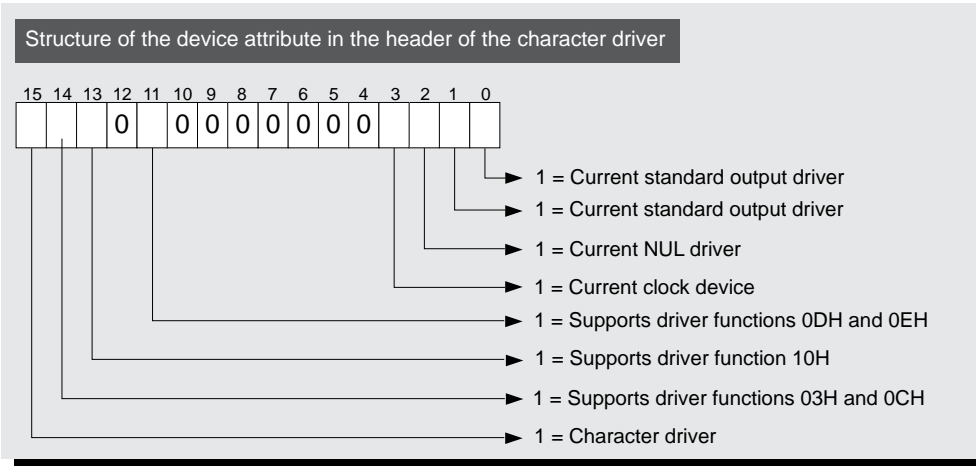 Structure of the device attribute in the header of the character driver
15 14 13 12 11 10 9 8 7 6 5 4 3 2 1 0
0 0 0 0 0 0 0 0
1 = Current standard output driver
1 = Current standard output driver
1 = Current NUL driver
1 = Current clock device
1 = Supports driver functions 0DH and 0EH
1 = Supports driver function 10H
1 = Supports driver functions 03H and 0CH
1 = Character driver